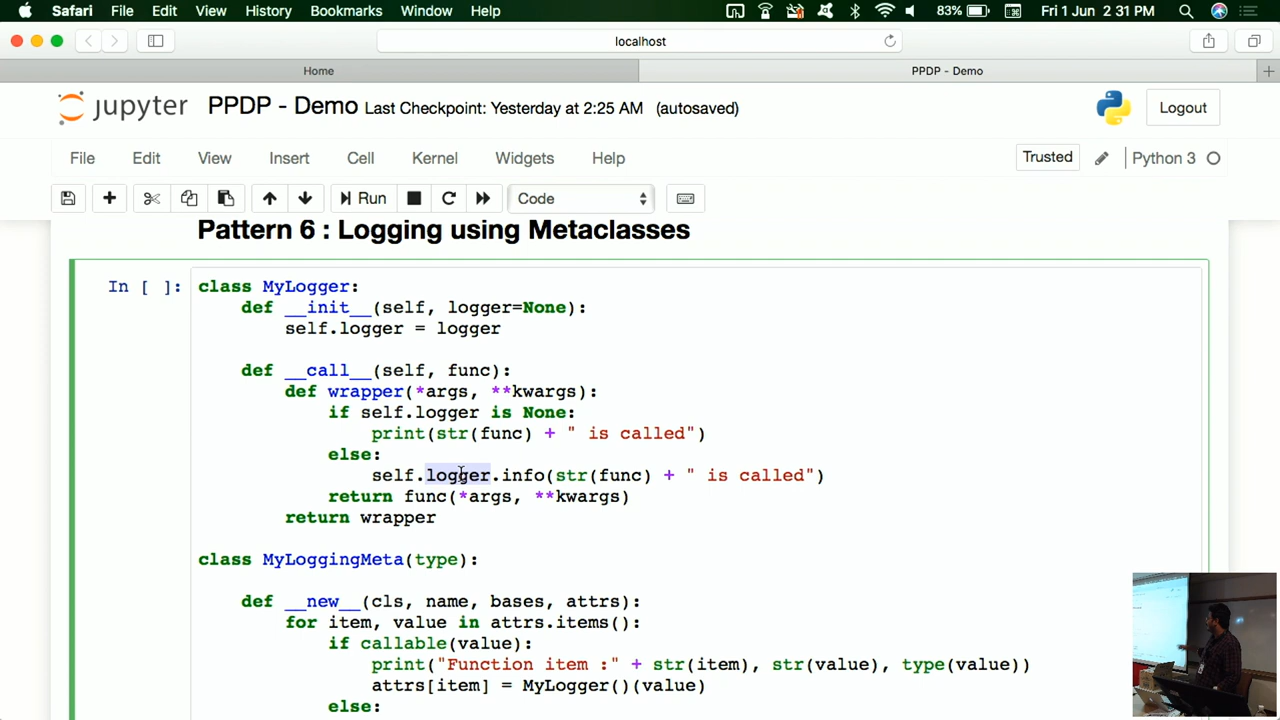 Safari File Edit View History Bookmarks Window Help 83% Fri 1 Jun 2 31 PM
localhost
Home PPDP - Demo
jupyter PPDP - Demo Last Checkpoint: Yesterday at 2:25 AM (autosaved) Logout
File Edit View Insert Cell Kernel Widgets Help Trusted Python 3
Run Code
Pattern 6 : Logging using Metaclasses
In [ ]: class MyLogger:
def __init__(self, logger=None):
self.logger = logger
def __call__(self, func):
def wrapper(*args, **kwargs):
if self.logger is None:
print(str(func) + " is called")
else:
self.logger.info(str(func) + " is called")
return func(*args, **kwargs)
return wrapper
class MyLoggingMeta(type):
def __new__(cls, name, bases, attrs):
for item, value in attrs.items():
if callable(value):
print("Function item :" + str(item), str(value), type(value))
attrs[item] = MyLogger()(value)
else: